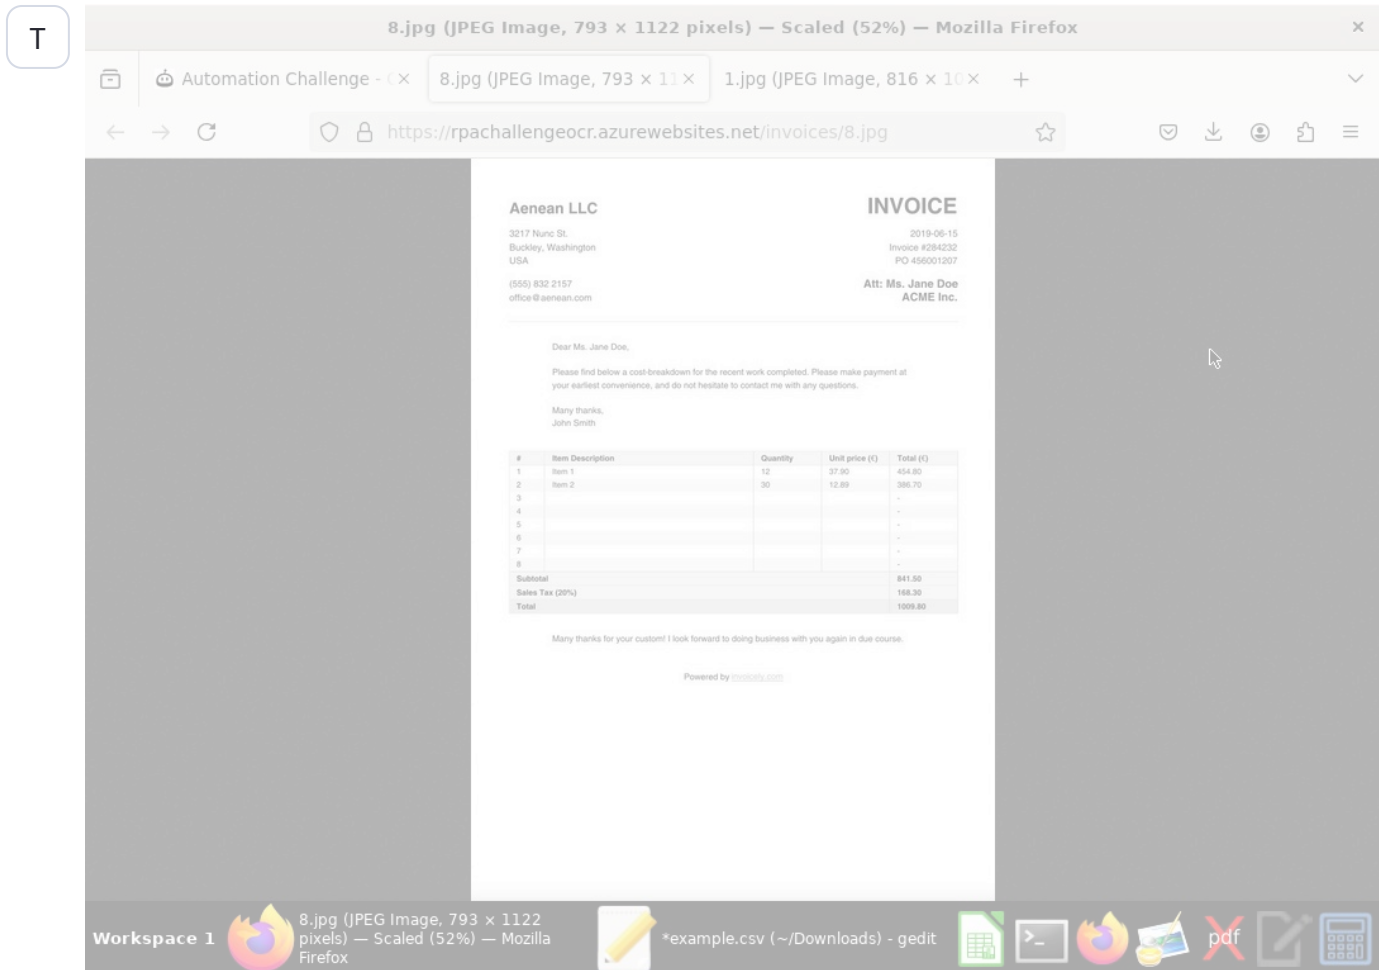 T
8.jpg (JPEG Image, 793 × 1122 pixels) — Scaled (52%) — Mozilla Firefox
Automation Challenge -
8.jpg (JPEG Image, 793 × 11
1.jpg (JPEG Image, 816 × 10
https://rpachallengeocr.azurewebsites.net/invoices/8.jpg
Aenean LLC
INVOICE
3217 Nunc St.
2019-06-15
Buckley, Washington
Invoice #284232
USA
PO 456001207
(555) 832 2157
Att: Ms. Jane Doe
office@aenean.com
ACME Inc.
Dear Ms. Jane Doe,
Please find below a cost-breakdown for the recent work completed. Please make payment at
your earliest convenience, and do not hesitate to contact me with any questions.
Many thanks,
John Smith
# Item Description Quantity Unit price (€) Total (€)
1 Item 1 12 37.90 454.80
2 Item 2 30 12.89 386.70
3 -
4 -
5 -
6 -
7 -
8 -
Subtotal 841.50
Sales Tax (20%) 168.30
Total 1009.80
Many thanks for your custom! I look forward to doing business with you again in due course.
Powered by invoicely.com
Workspace 1
8.jpg (JPEG Image, 793 × 1122
pixels) — Scaled (52%) — Mozilla
Firefox
*example.csv (~/Downloads) - gedit
pdf